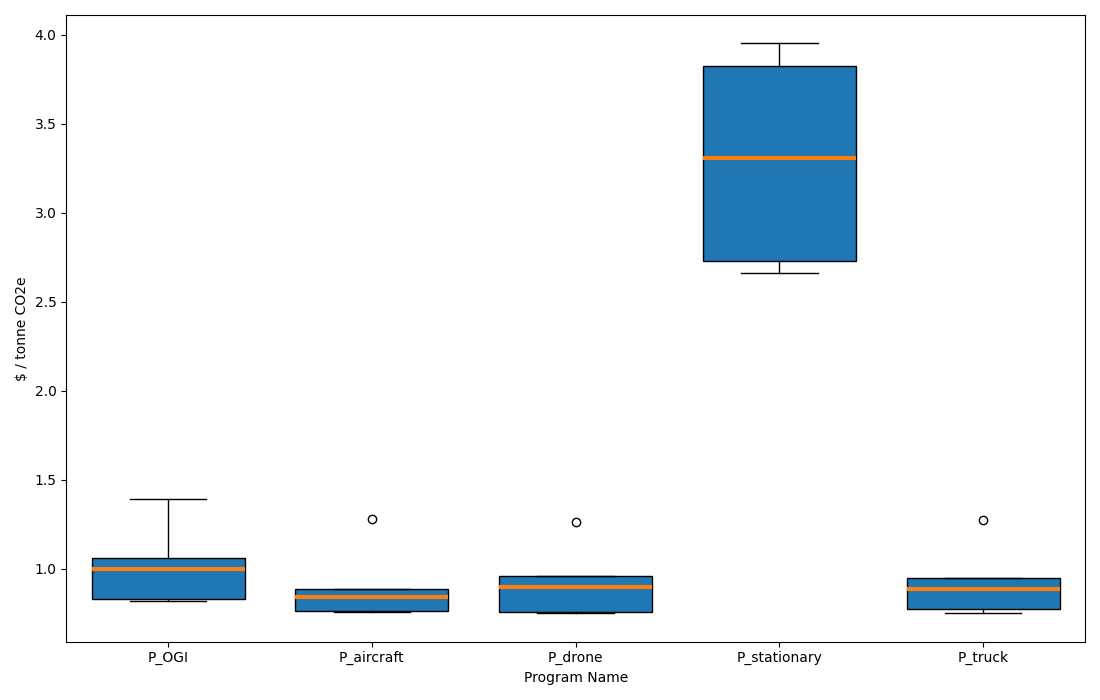 4.0
3.5
3.0
2.5
2.0
1.5
1.0
$ / tonne CO2e
P_OGI P_aircraft P_drone P_stationary P_truck
Program Name